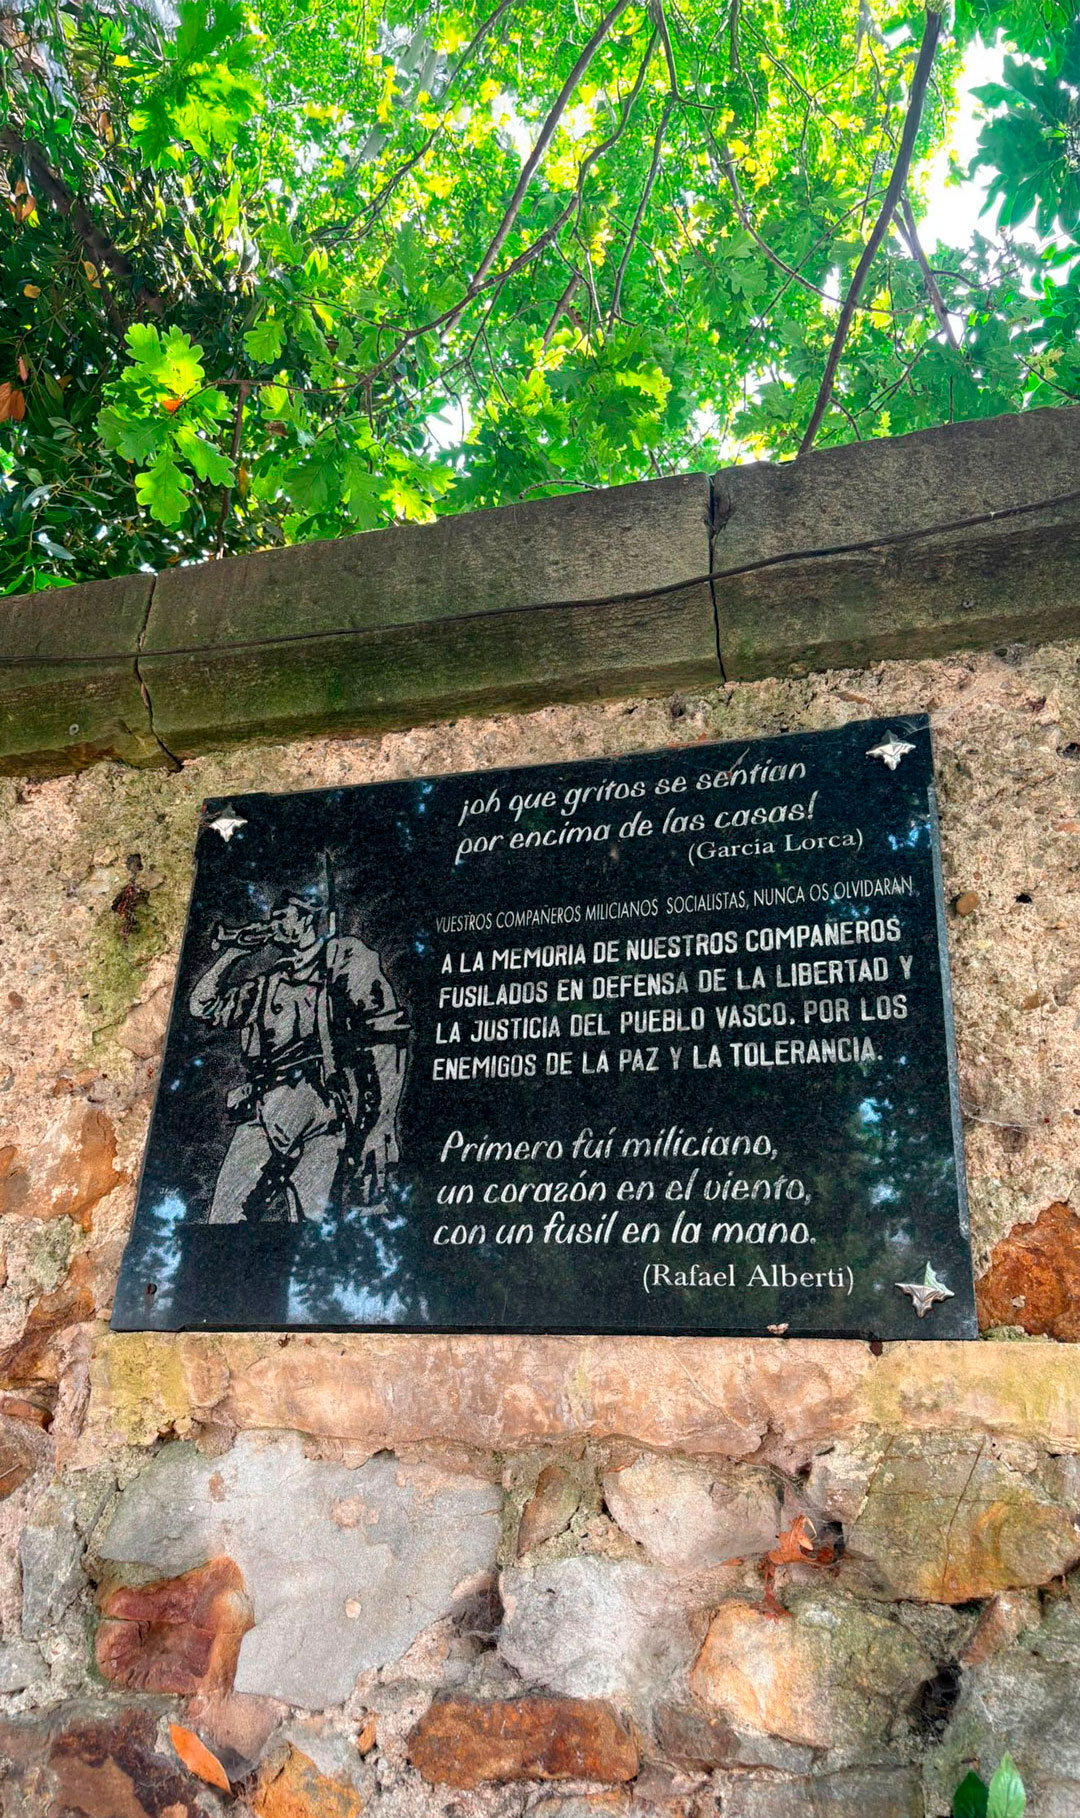 ¡oh que gritos se sentian
por encima de las casas!
(García Lorca)
VUESTROS COMPAÑEROS MILICIANOS SOCIALISTAS, NUNCA OS OLVIDARAN
A LA MEMORIA DE NUESTROS COMPAÑEROS
FUSILADOS EN DEFENSA DE LA LIBERTAD Y
LA JUSTICIA DEL PUEBLO VASCO. POR LOS
ENEMIGOS DE LA PAZ Y LA TOLERANCIA.
Primero fuí miliciano,
un corazón en el viento,
con un fusil en la mano.
(Rafael Alberti)